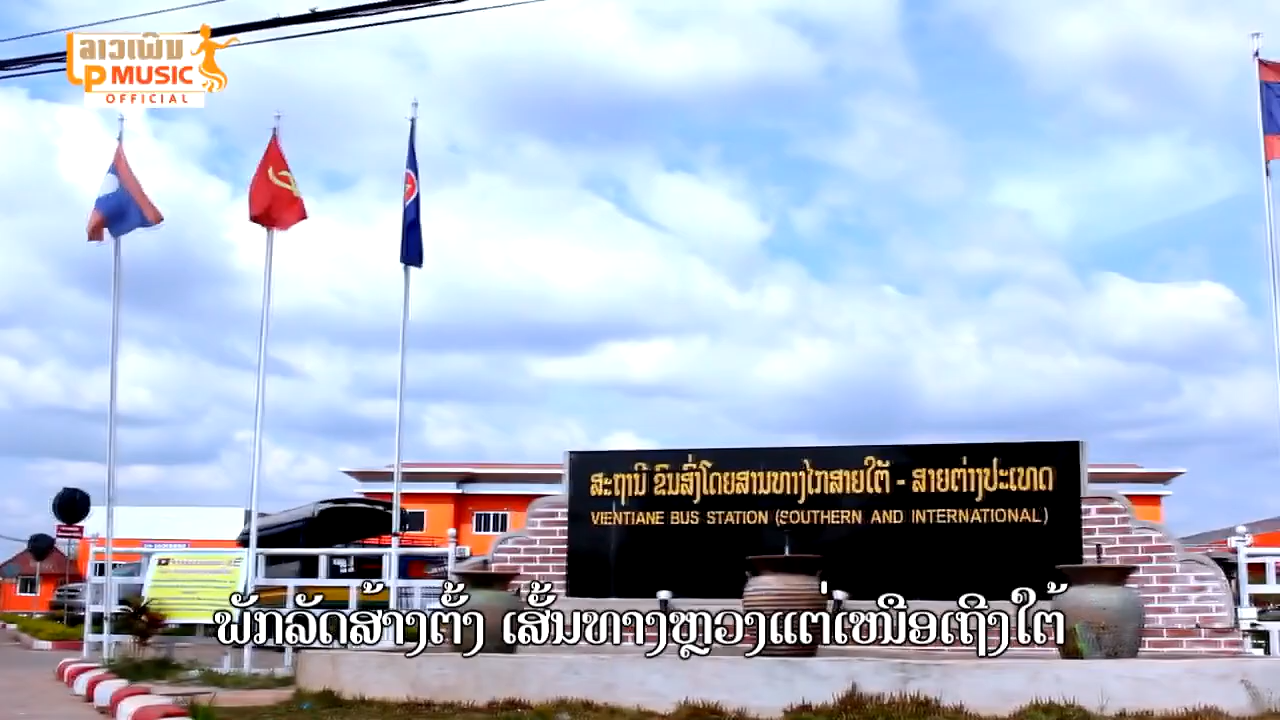 ລາວເພີນ
LP MUSIC
OFFICIAL
ສະຖານີ ຂົນສົ່ງໂດຍສານທາງໄກສາຍໃຕ້ - ສາຍຕ່າງປະເທດ
VIENTIANE BUS STATION (SOUTHERN AND INTERNATIONAL)
ພັກລັດສ້າງຕັ້ງ ເສັ້ນທາງຫຼວງແຕ່ເໜືອເຖີງໃຕ້